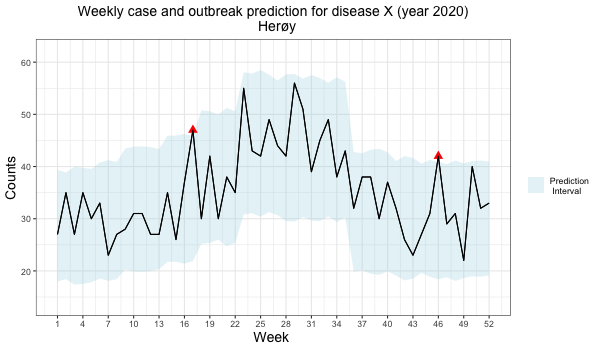 Weekly case and outbreak prediction for disease X (year 2020)
Herøy
60
50
40
30
20
Counts
1 4 7 10 13 16 19 22 25 28 31 34 37 40 43 46 49 52
Week
Prediction
Interval